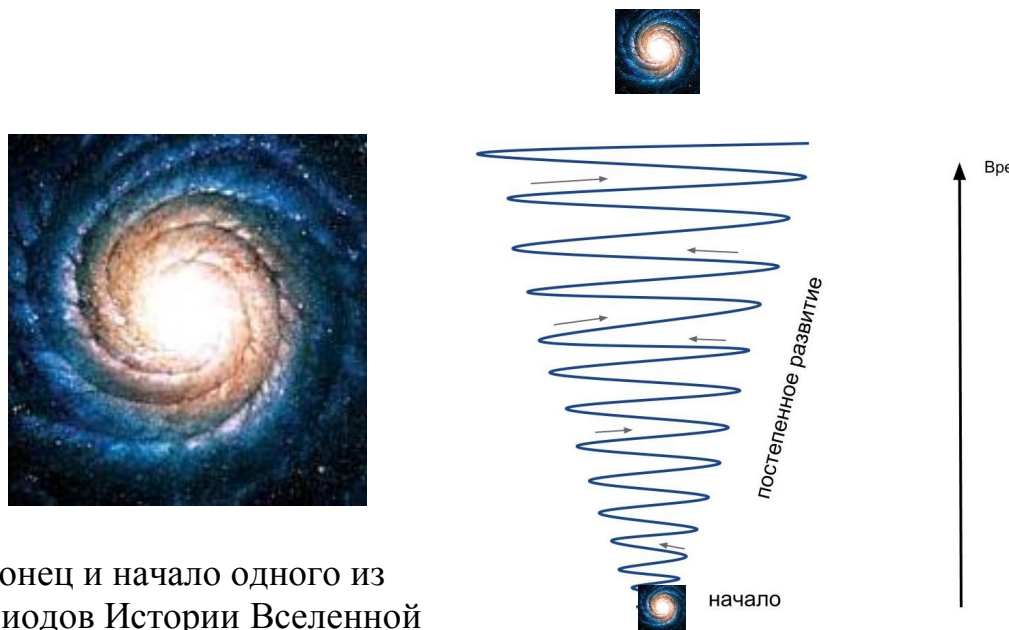 Вре
постепенное развитие
онец и начало одного из
иодов Истории Вселенной
начало